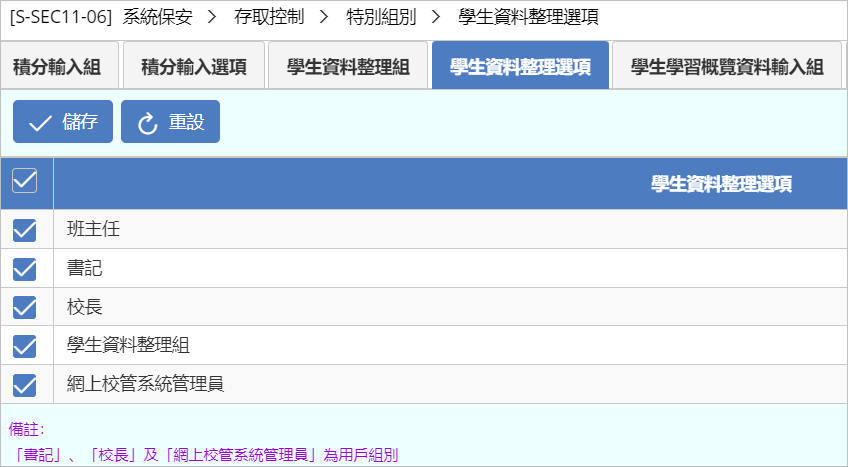 [S-SEC11-06] 系統保安 > 存取控制 > 特別組別 > 學生資料整理選項
積分輸入組 積分輸入選項 學生資料整理組 學生資料整理選項 學生學習概覽資料輸入組
儲存 重設
學生資料整理選項
班主任
書記
校長
學生資料整理組
網上校管系統管理員
備註：
「書記」、「校長」及「網上校管系統管理員」為用戶組別